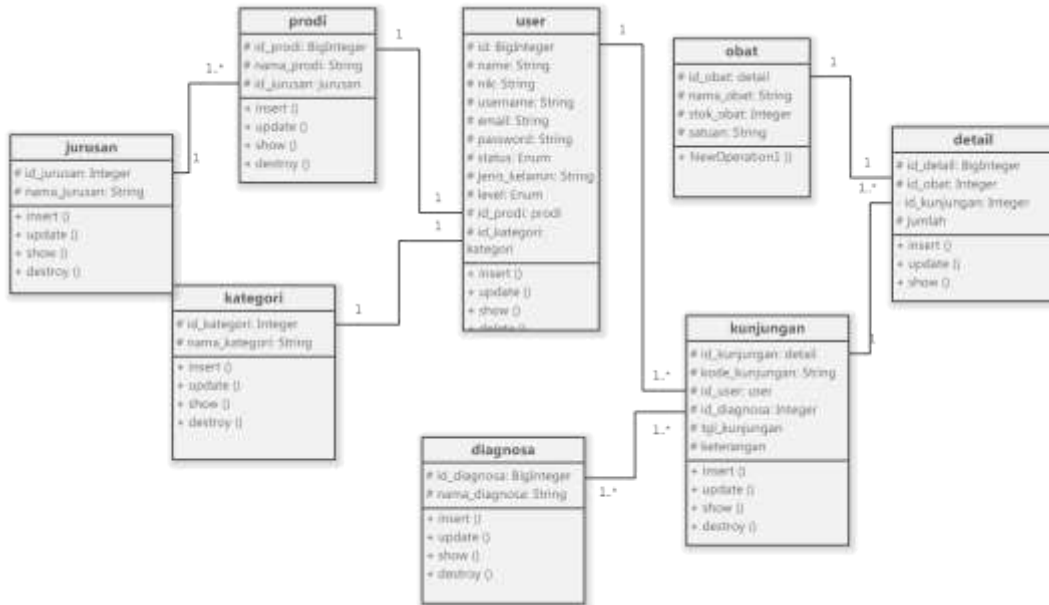 prodi
# id_prodi: BigInteger
# nama_prodi: String
# id_jurusan: jurusan
+ insert ()
+ update ()
+ show ()
+ destroy ()
user
# id: BigInteger
# name: String
# nik: String
# username: String
# email: String
# password: String
# status: Enum
# jenis_kelamin: String
# level: Enum
# id_prodi: prodi
# id_kategori:
kategori
+ insert ()
+ update ()
+ show ()
+ delete ()
obat
# id_obat: detail
# nama_obat: String
# stok_obat: Integer
# satuan: String
+ NewOperation1 ()
detail
# id_detail: BigInteger
# id_obat: Integer
id_kunjungan: Integer
# jumlah
+ insert ()
+ update ()
+ show ()
jurusan
# id_jurusan: Integer
# nama_jurusan: String
+ insert ()
+ update ()
+ show ()
+ destroy ()
kategori
# id_kategori: Integer
# nama_kategori: String
+ insert ()
+ update ()
+ show ()
+ destroy ()
kunjungan
# id_kunjungan: detail
# kode_kunjungan: String
# id_user: user
# id_diagnosa: Integer
# tgl_kunjungan
# keterangan
+ insert ()
+ update ()
+ show ()
+ destroy ()
diagnosa
# id_diagnosa: BigInteger
# nama_diagnosa: String
+ insert ()
+ update ()
+ show ()
+ destroy ()
1..*
1
1
1
1
1
1
1..*
1
1
1..*
1
1..*
1..*